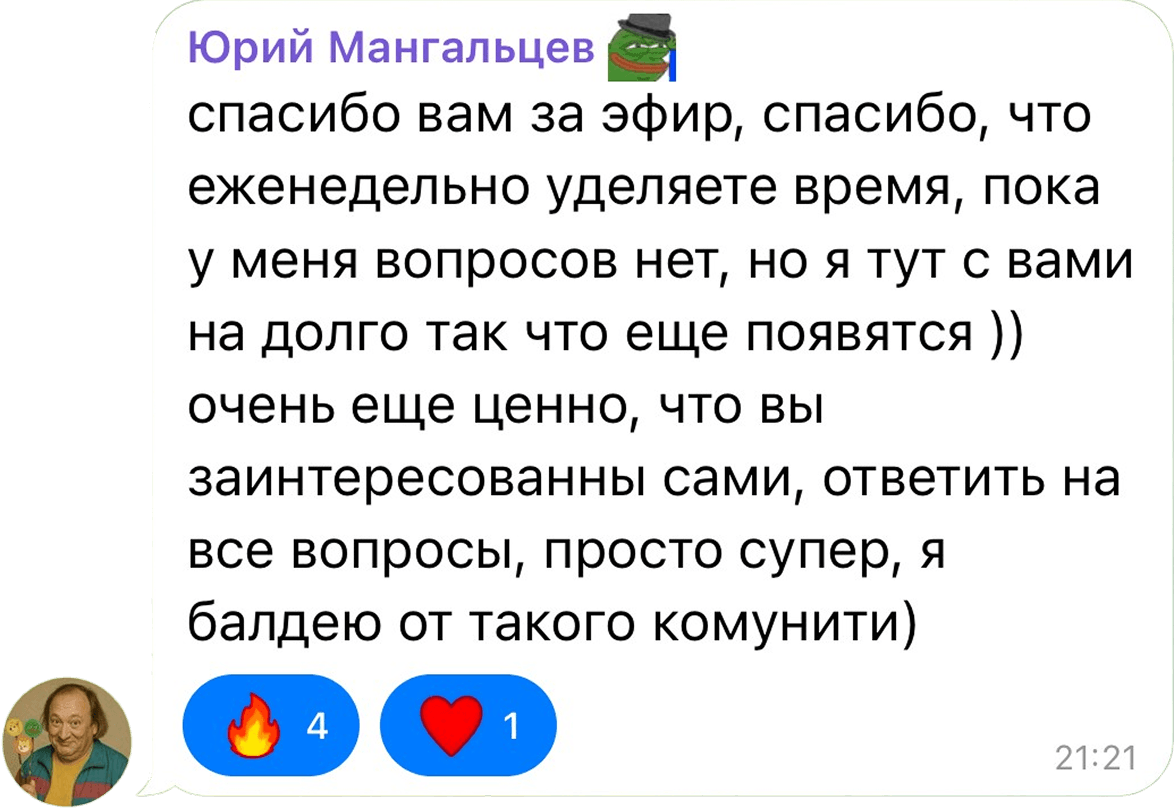 Юрий Мангальцев
спасибо вам за эфир, спасибо, что
еженедельно уделяете время, пока
у меня вопросов нет, но я тут с вами
на долго так что еще появятся ))
очень еще ценно, что вы
заинтересованны сами, ответить на
все вопросы, просто супер, я
балдею от такого комунити)
4
1
21:21